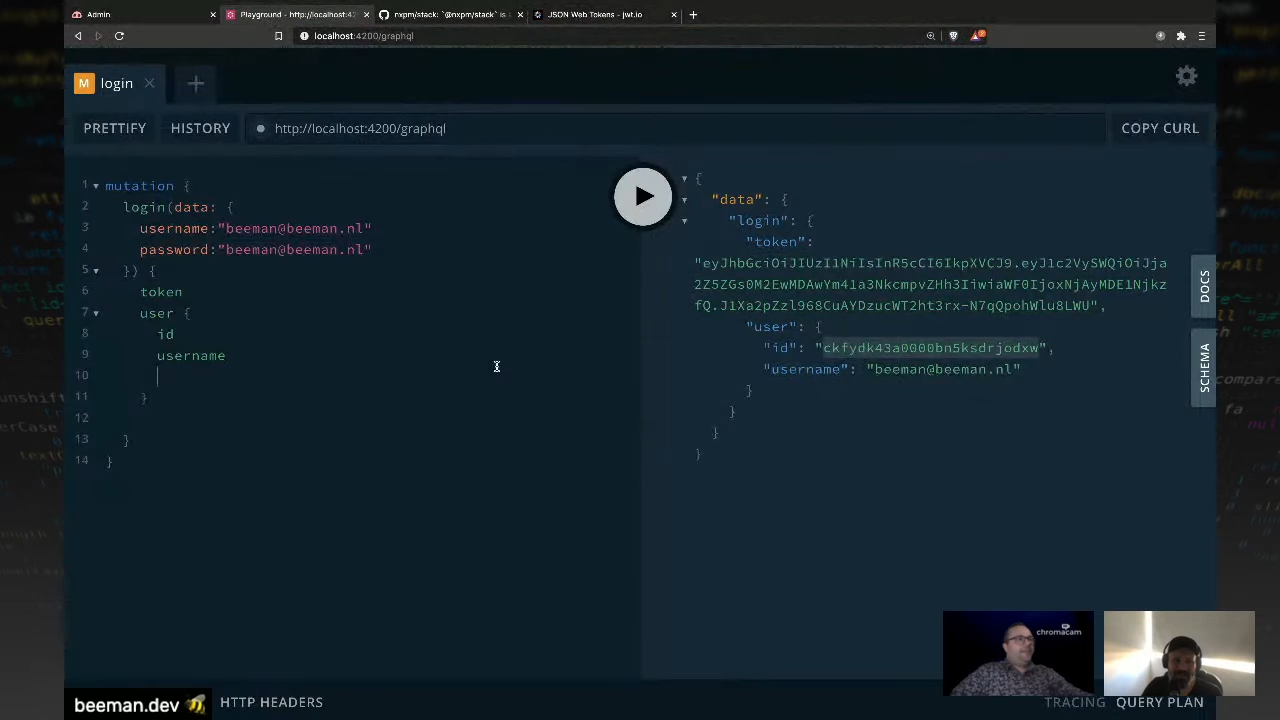 Admin
Playground - http://localhost:42
nxpm/stack: `@nxpm/stack` is
JSON Web Tokens - jwt.io
localhost:4200/graphql
M login
PRETTIFY
HISTORY
http://localhost:4200/graphql
COPY CURL
1 mutation {
2 login(data: {
3 username:"beeman@beeman.nl"
4 password:"beeman@beeman.nl"
5 }) {
6 token
7 user {
8 id
9 username
10
11 }
12
13 }
14 }
{
"data": {
"login": {
"token":
"eyJhbGciOiJIUzI1NiIsInR5cCI6IkpXVCJ9.eyJ1c2VySWQiOiJja
2Z5ZGs0M2EwMDAwYm41a3NkcmpvZHh3IiwiaWF0IjoxNjAyMDE1Njkz
fQ.J1Xa2pZzl968CuAYDzucWT2ht3rx-N7qQpohWlu8LWU",
"user": {
"id": "ckfydk43a0000bn5ksdrjodxw",
"username": "beeman@beeman.nl"
}
}
}
}
DOCS
SCHEMA
chromacam
beeman.dev
HTTP HEADERS
TRACING
QUERY PLAN